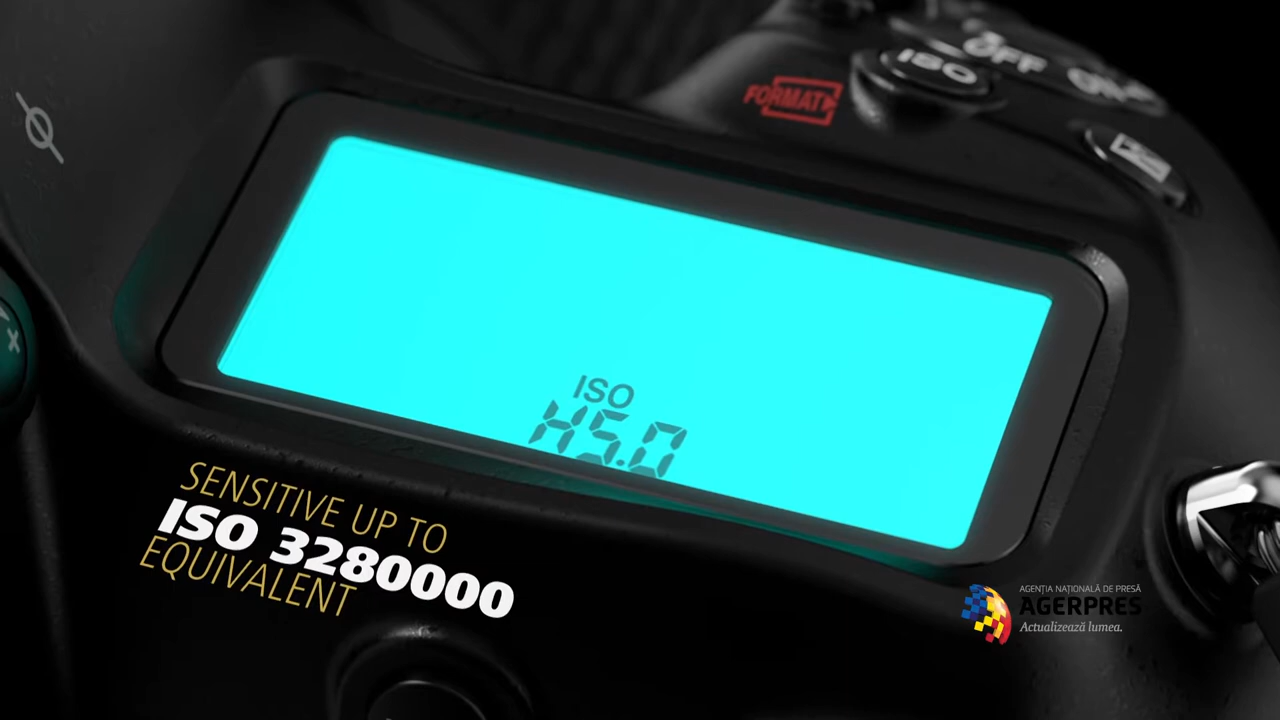 FORMAT
ISO
OFF
ISO
H5.0
SENSITIVE UP TO
ISO 3280000
EQUIVALENT
AGENȚIA NAȚIONALĂ DE PRESĂ
AGERPRES
Actualizează lumea.